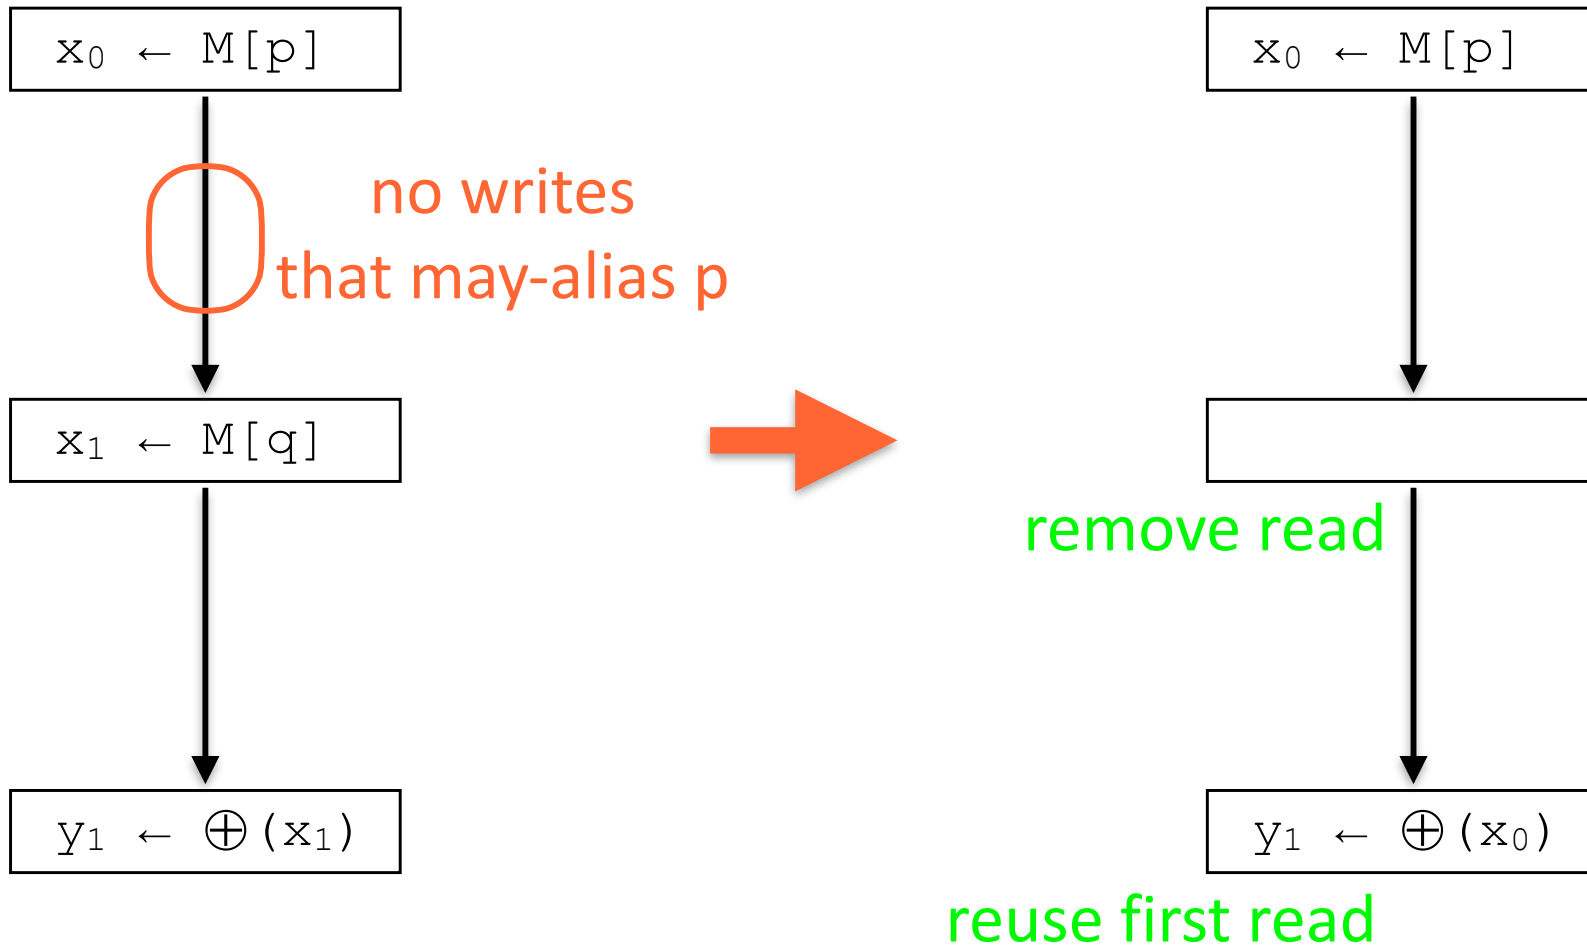 x₀ ← M[p]
no writes
that may-alias p
x₁ ← M[q]
y₁ ← ⊕(x₁)
x₀ ← M[p]
remove read
y₁ ← ⊕(x₀)
reuse first read